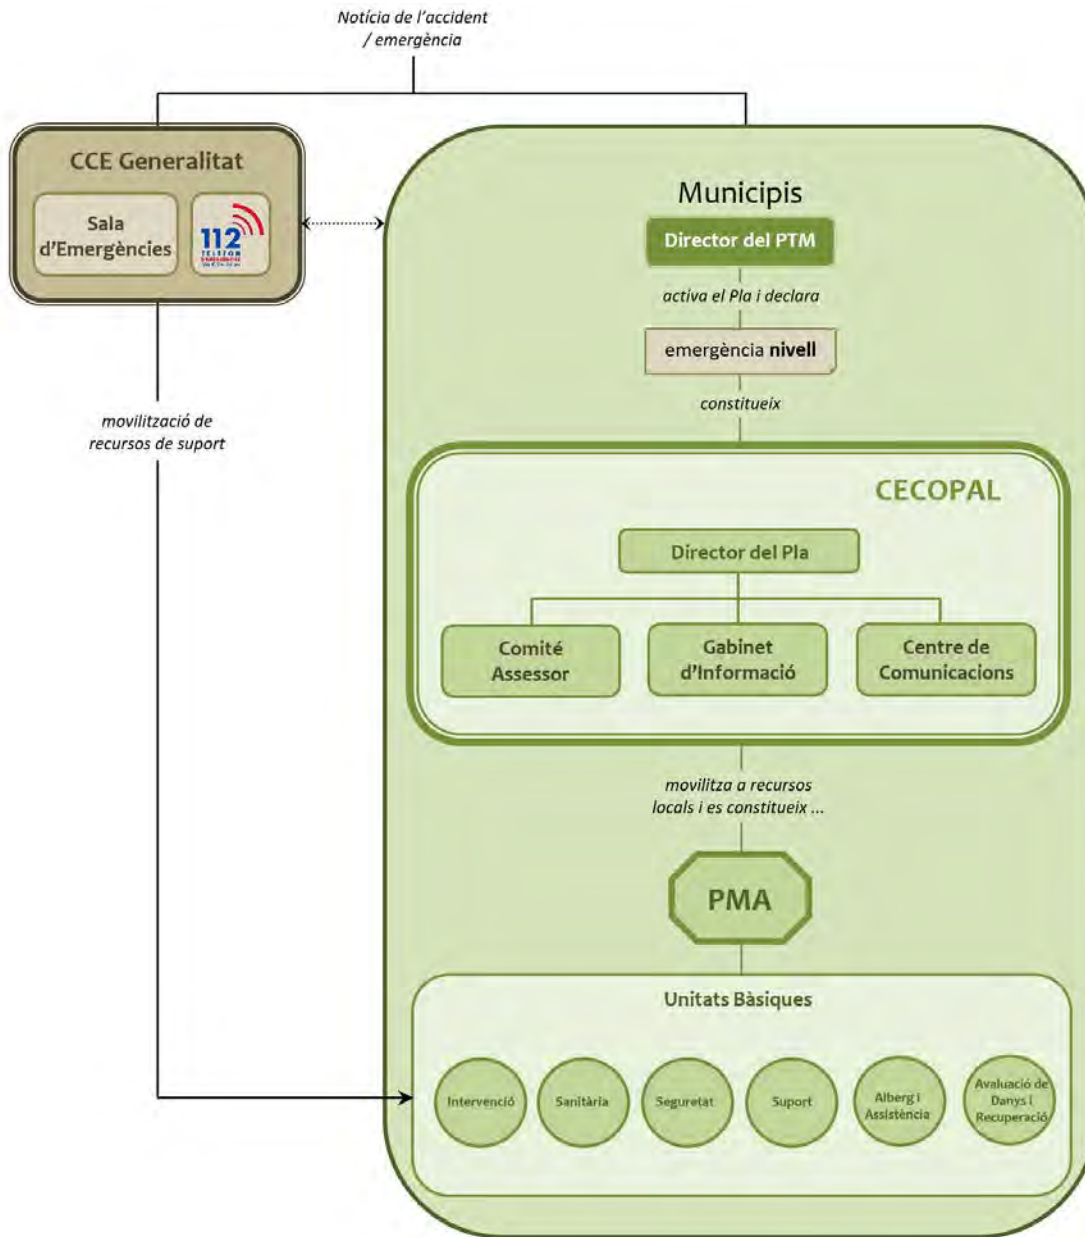 Notícia de l'accident
/ emergència
CCE Generalitat
Sala
d'Emergències
112
TELÈFON
Municipis
Director del PTM
activa el Pla i declara
emergència nivell
constitueix
movilització de
recursos de suport
CECOPAL
Director del Pla
Comité
Assessor
Gabinet
d'Informació
Centre de
Comunicacions
movilitza a recursos
locals i es constitueix ...
PMA
Unitats Bàsiques
Intervenció
Sanitària
Seguretat
Suport
Alberg i
Assistència
Avaluació de
Danys i
Recuperació